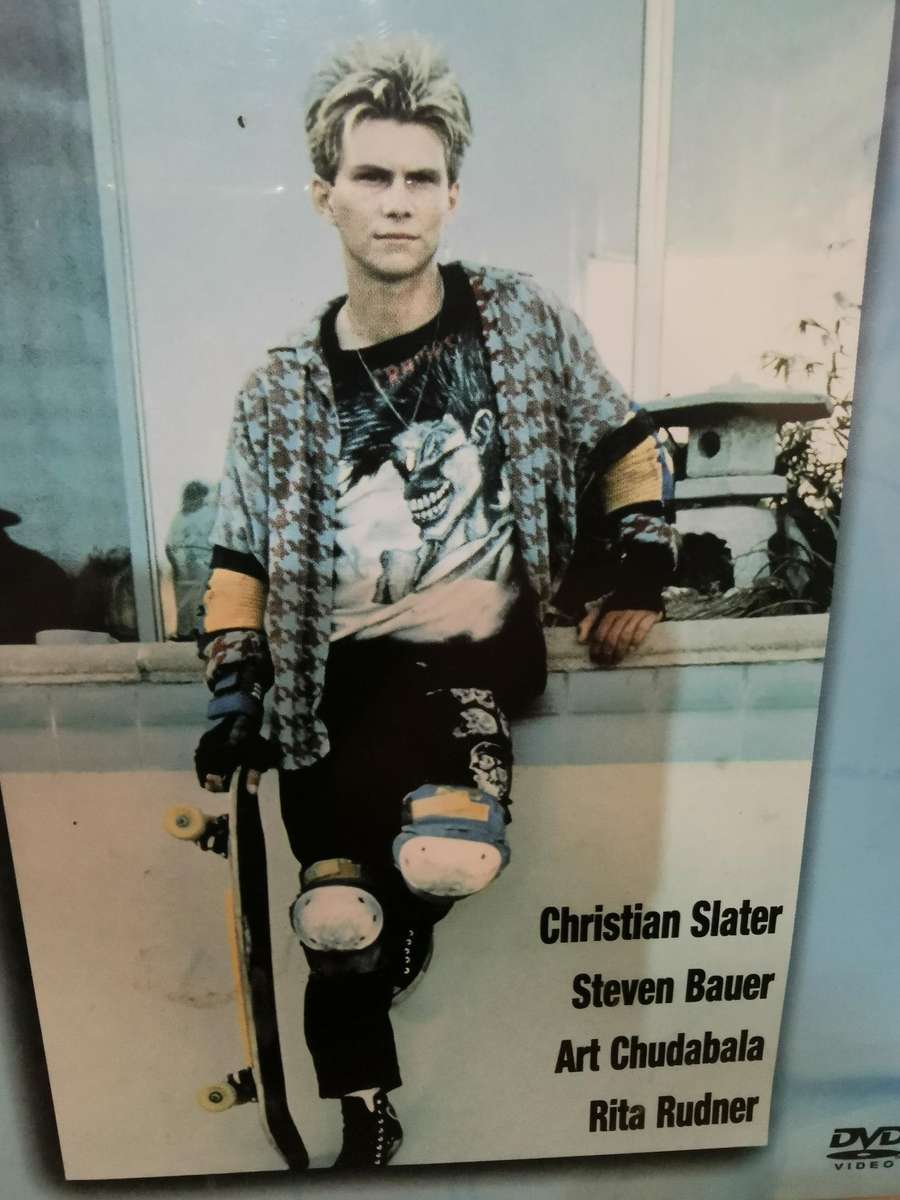 Christian Slater
Steven Bauer
Art Chudabala
Rita Rudner
DVD
VIDEO